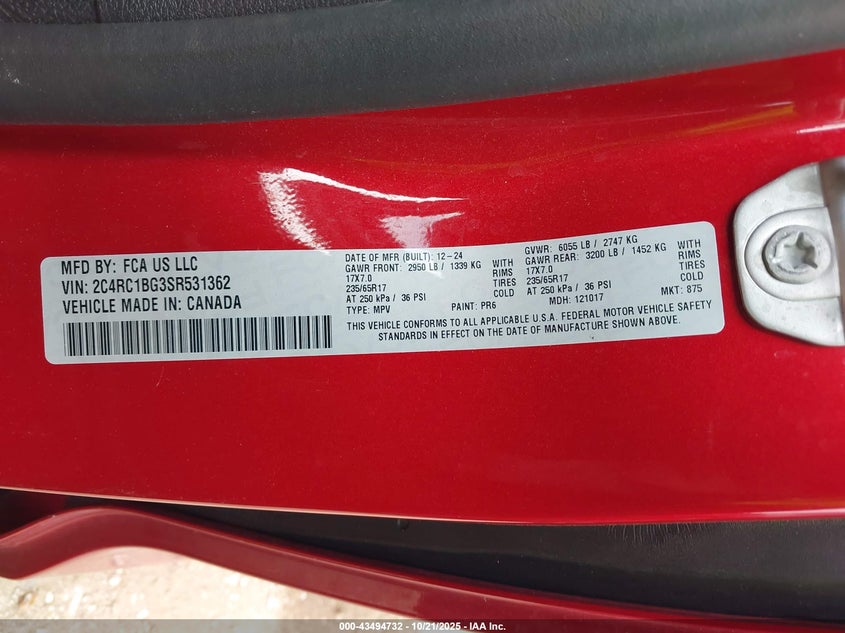 MFD BY: FCA US LLC
VIN: 2C4RC1BG3SR531362
VEHICLE MADE IN: CANADA
DATE OF MFR (BUILT): 12-24
GAWR FRONT: 2950 LB / 1339 KG WITH
17X7.0 RIMS
235/65R17 TIRES
AT 250 kPa / 36 PSI COLD
TYPE: MPV PAINT: PR6
GVWR: 6055 LB / 2747 KG
GAWR REAR: 3200 LB / 1452 KG WITH
17X7.0 RIMS
235/65R17 TIRES
AT 250 kPa / 36 PSI COLD
MDH: 121017 MKT: 875
THIS VEHICLE CONFORMS TO ALL APPLICABLE U.S.A. FEDERAL MOTOR VEHICLE SAFETY
STANDARDS IN EFFECT ON THE DATE OF MANUFACTURE SHOWN ABOVE.
000-43494732 - 10/21/2025 - IAA, Inc.